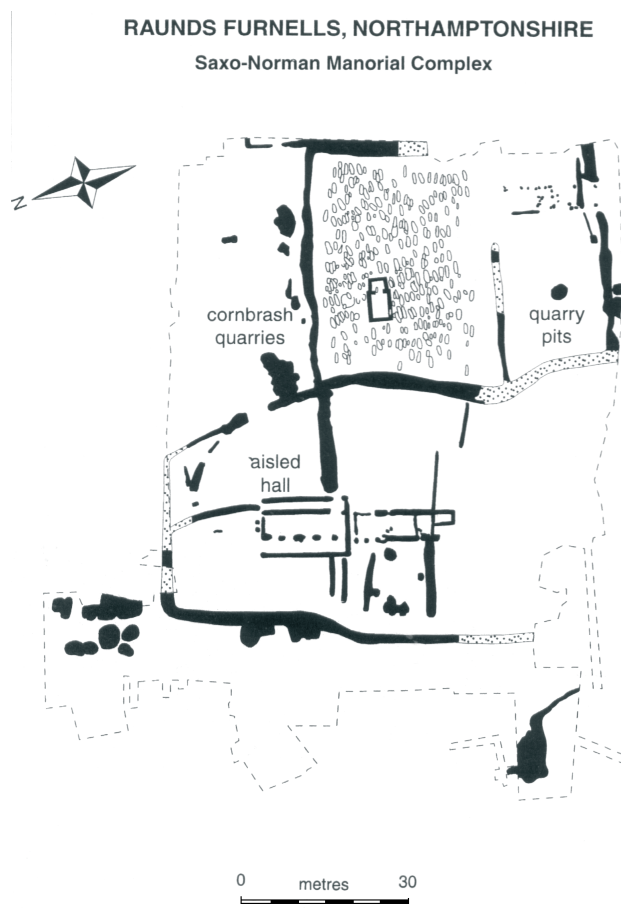 RAUNDS FURNELLS, NORTHAMPTONSHIRE
Saxo-Norman Manorial Complex
N
cornbrash
quarries
quarry
pits
aisled
hall
0 metres 30